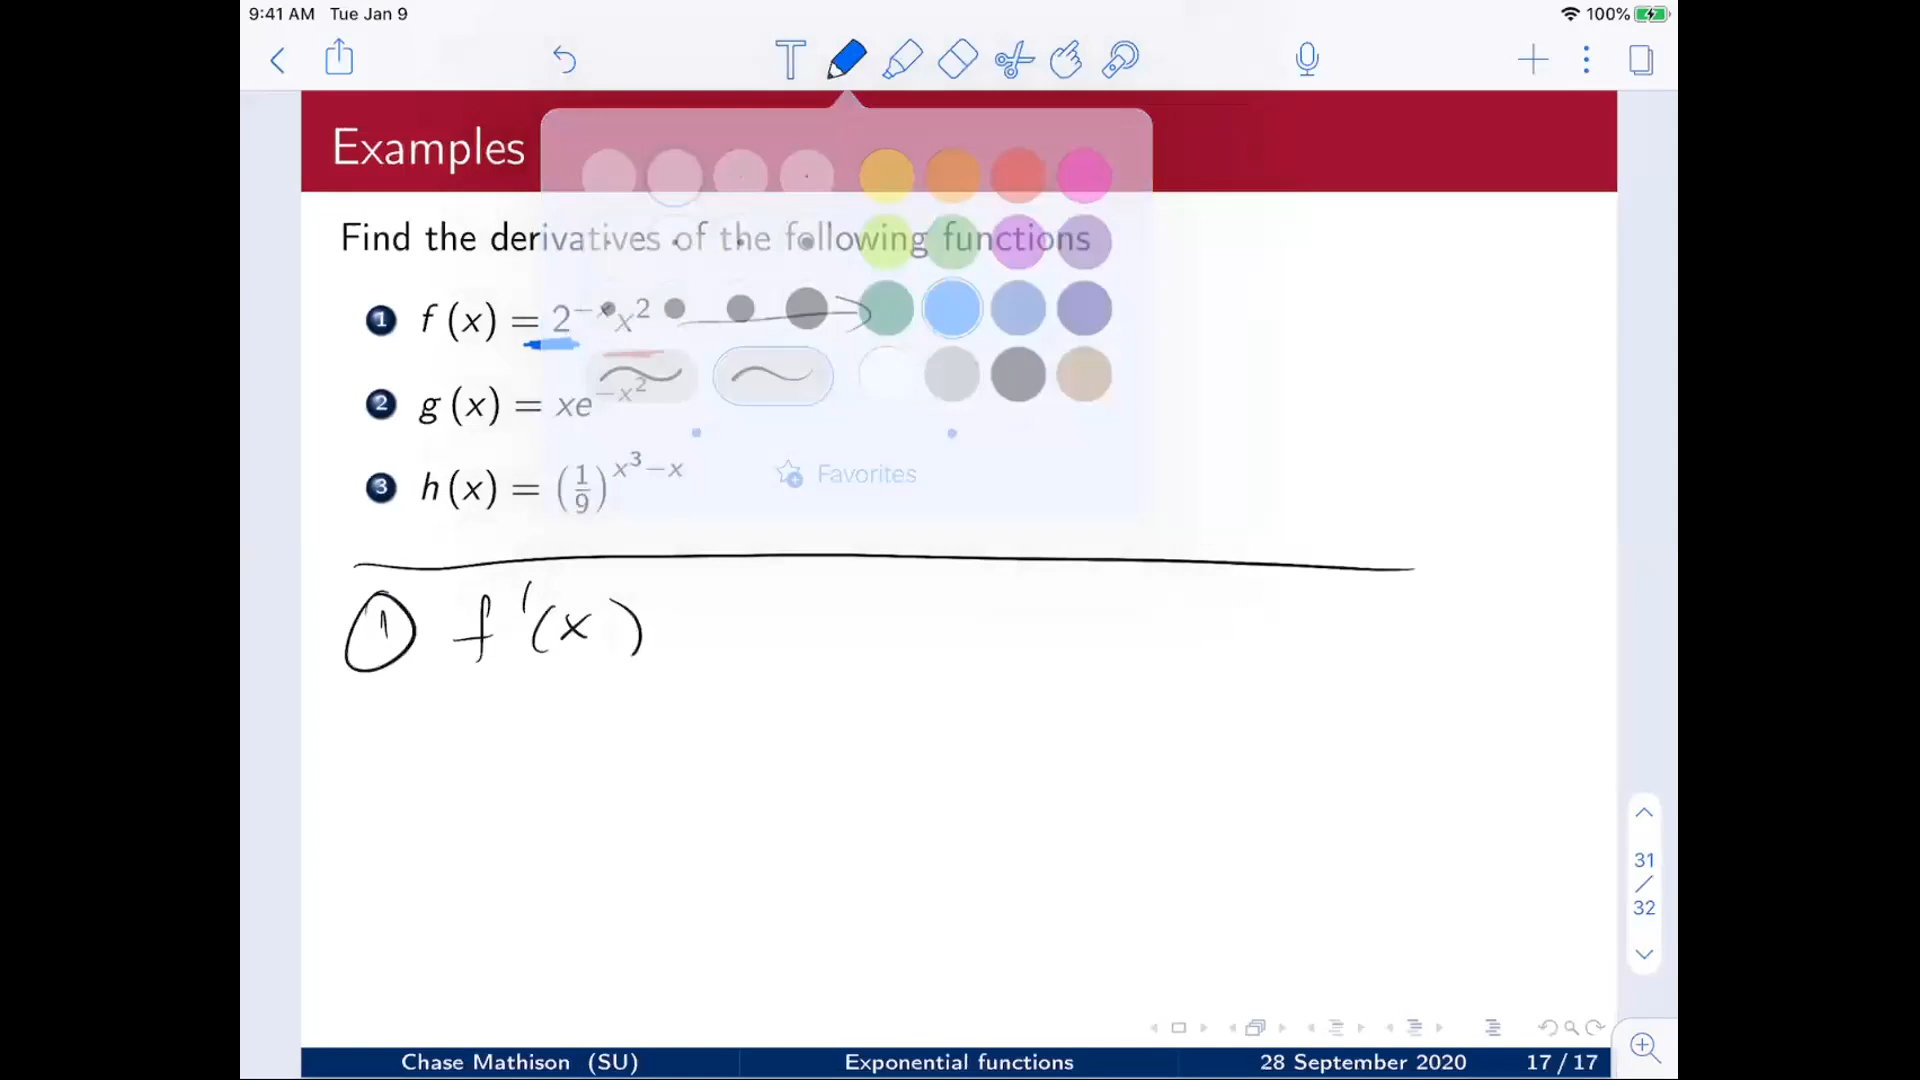 9:41 AM Tue Jan 9 100%
T
Examples
Find the derivatives of the following functions
1 f(x) = 2^{-x}x^2
2 g(x) = xe^{-x^2}
3 h(x) = (1/9)^{x^3-x}
Favorites
① f'(x)
31
/
32
Chase Mathison (SU) Exponential functions 28 September 2020 17/17